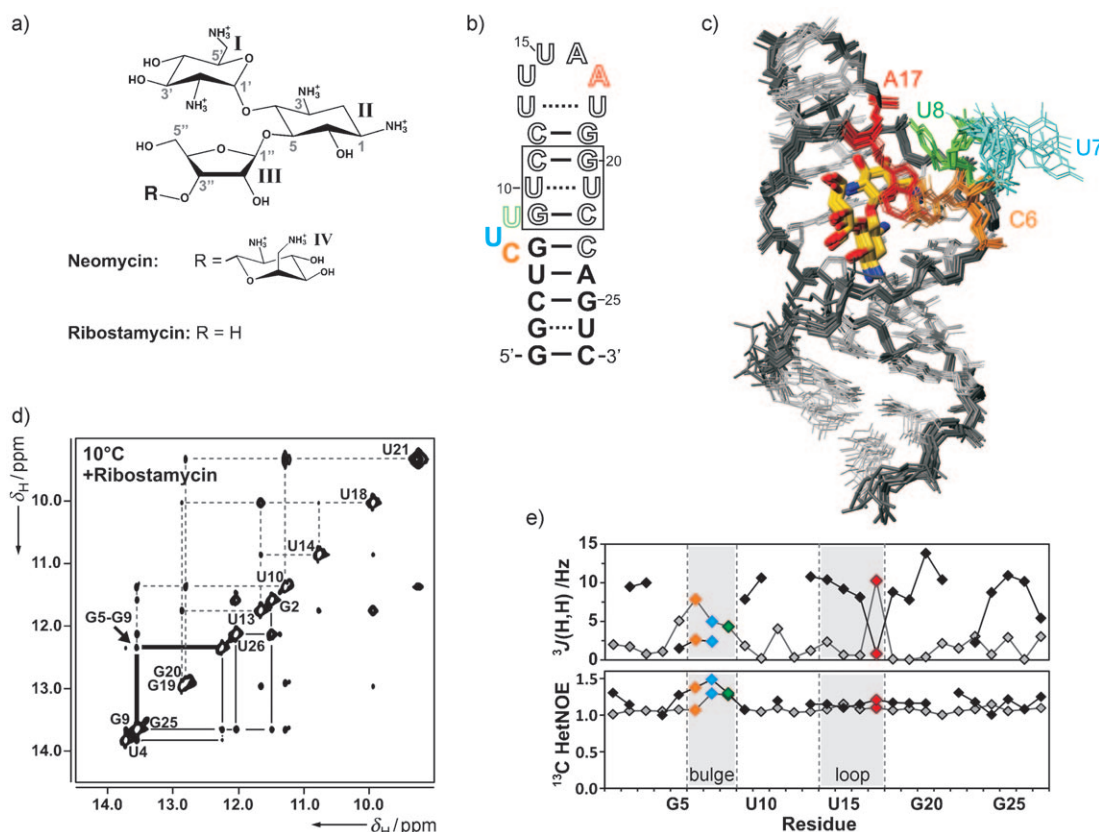 a)
NH₃⁺
I
5'
HO
HO
3'
NH₃⁺
1'
O
O
3
NH₃⁺
II
NH₃⁺
5''
HO
O
O
5
OH
1
1''
III
R
O
3''
OH
Neomycin: R =
NH₃⁺
NH₃⁺
IV
OH
OH
O
Ribostamycin: R = H
b)
15
U A
U A
U U
C G
C G 20
10 U U
U G C
U G C
C U A
C G 25
G U
5'- G C -3'
c)
A17
U8
U7
C6
d)
10°C
+Ribostamycin
U21
U18
U14
U10
G2
U13
G5-G9
U26
G20
G19
G9
G25
U4
δH / ppm
10.0
11.0
12.0
13.0
14.0
14.0 13.0 12.0 11.0 10.0
δH / ppm
e)
³J(H,H) /Hz
15
10
5
0
¹³C HetNOE
1.5
1.0
0.5
0.0
bulge
loop
G5 U10 U15 G20 G25
Residue